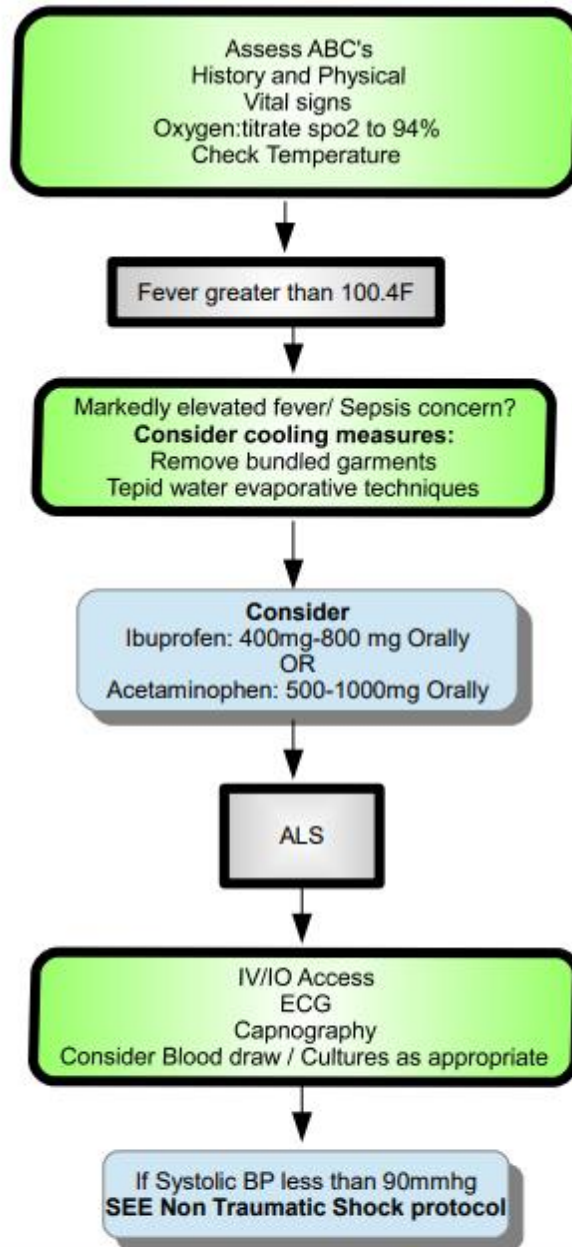 Assess ABC's
History and Physical
Vital signs
Oxygen:titrate spo2 to 94%
Check Temperature
Fever greater than 100.4F
Markedly elevated fever/ Sepsis concern?
Consider cooling measures:
Remove bundled garments
Tepid water evaporative techniques
Consider
Ibuprofen: 400mg-800 mg Orally
OR
Acetaminophen: 500-1000mg Orally
ALS
IV/IO Access
ECG
Capnography
Consider Blood draw / Cultures as appropriate
If Systolic BP less than 90mmhg
SEE Non Traumatic Shock protocol